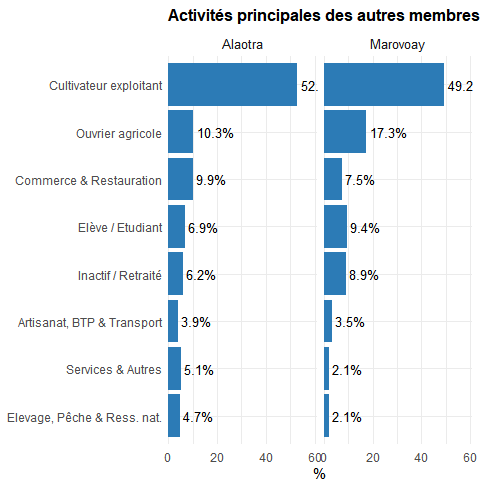 Activités principales des autres membres
Alaotra Marovoay
Cultivateur exploitant 52. 49.2
Ouvrier agricole 10.3% 17.3%
Commerce & Restauration 9.9% 7.5%
Elève / Etudiant 6.9% 9.4%
Inactif / Retraité 6.2% 8.9%
Artisanat, BTP & Transport 3.9% 3.5%
Services & Autres 5.1% 2.1%
Elevage, Pêche & Ress. nat. 4.7% 2.1%
0 20 40 60 0 20 40 60
%